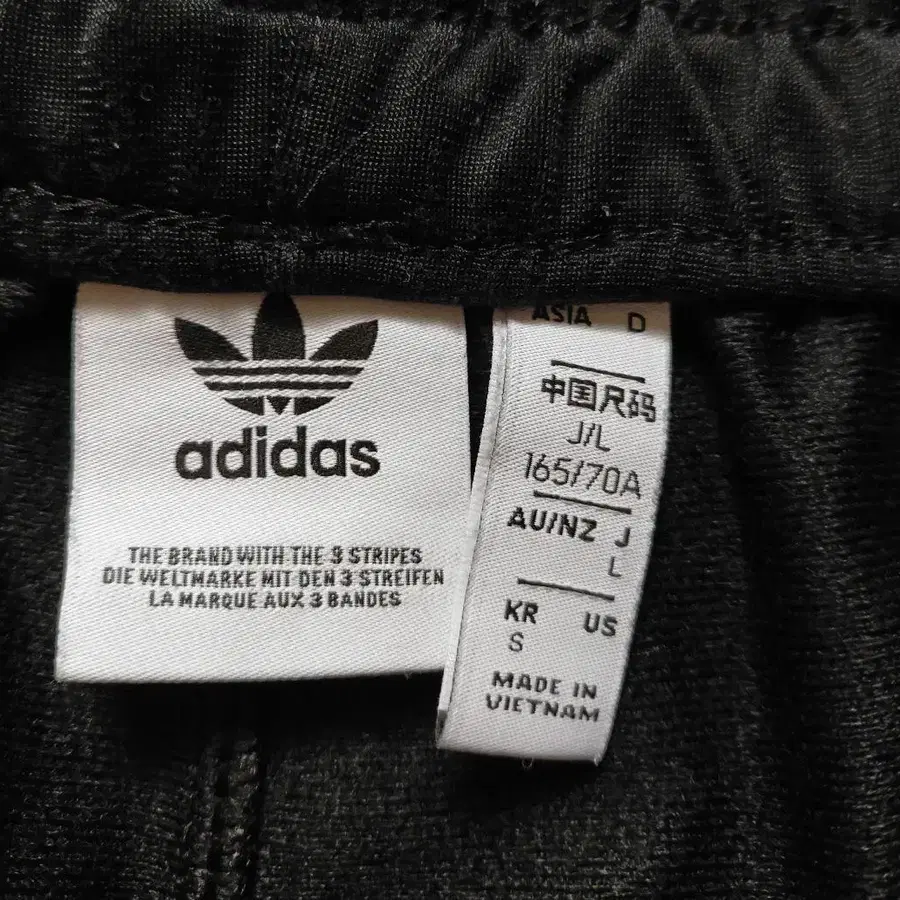 adidas
THE BRAND WITH THE 3 STRIPES
DIE WELTMARKE MIT DEN 3 STREIFEN
LA MARQUE AUX 3 BANDES
ASIA D
中国尺码
J/L
165/70A
AU/NZ J
L
KR US
S
MADE IN
VIETNAM